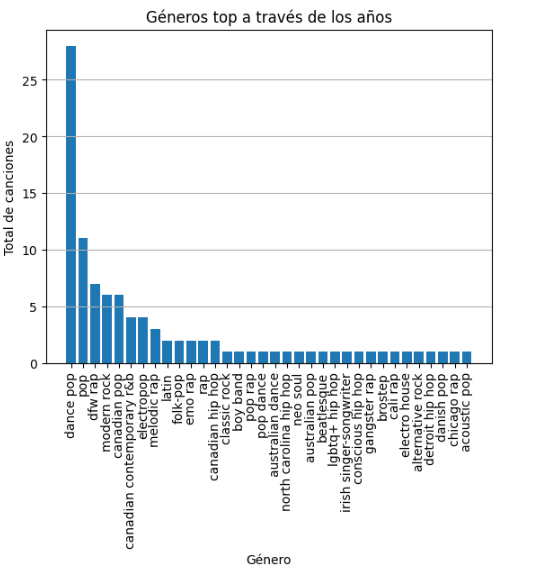 Géneros top a través de los años
Total de canciones
25
20
15
10
5
0
dance pop
pop
dfw rap
modern rock
canadian pop
canadian contemporary r&b
electropop
melodic rap
latin
folk-pop
emo rap
rap
canadian hip hop
classic rock
boy band
pop rap
pop dance
australian dance
north carolina hip hop
neo soul
australian pop
beatlesque
lgbtq+ hip hop
irish singer-songwriter
conscious hip hop
gangster rap
brostep
cali rap
electro house
alternative rock
detroit hip hop
danish pop
chicago rap
acoustic pop
Género